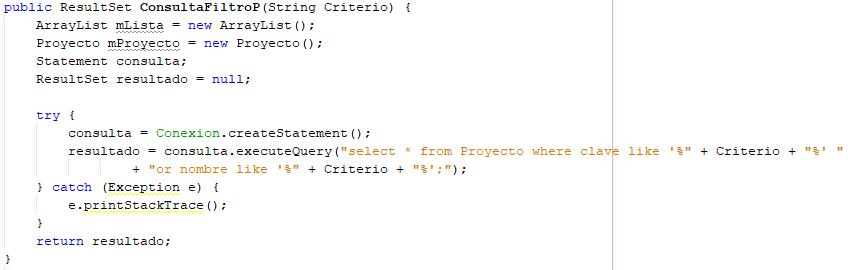 public ResultSet ConsultaFiltroP(String Criterio) {
ArrayList mLista = new ArrayList();
Proyecto mProyecto = new Proyecto();
Statement consulta;
ResultSet resultado = null;
try {
consulta = Conexion.createStatement();
resultado = consulta.executeQuery("select * from Proyecto where clave like '%" + Criterio + "%' "
+ "or nombre like '%" + Criterio + "%';");
} catch (Exception e) {
e.printStackTrace();
}
return resultado;
}